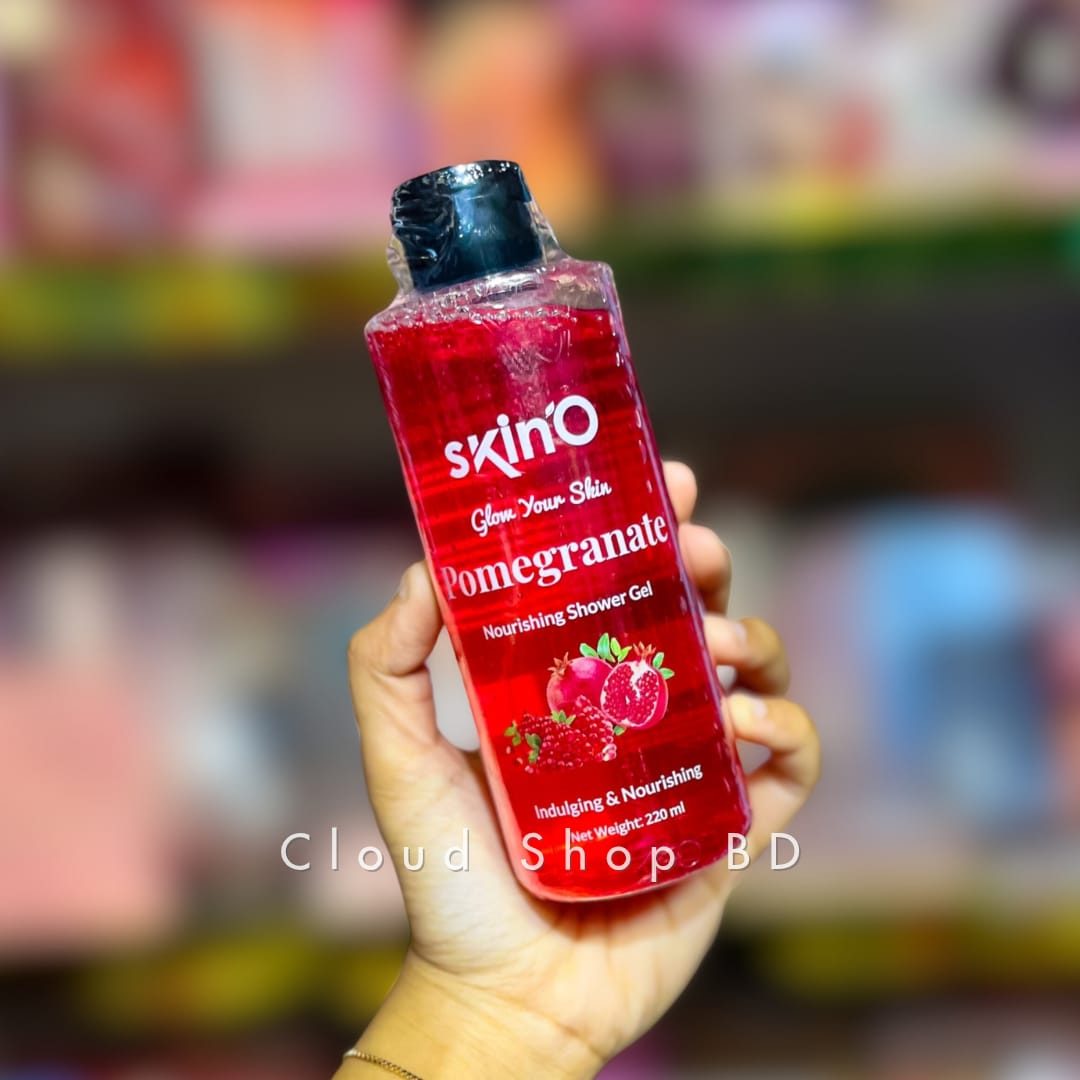 SKin'O
Glow Your Skin
Pomegranate
Nourishing Shower Gel
Indulging & Nourishing
Net Weight: 220 ml
Cloud Shop BD